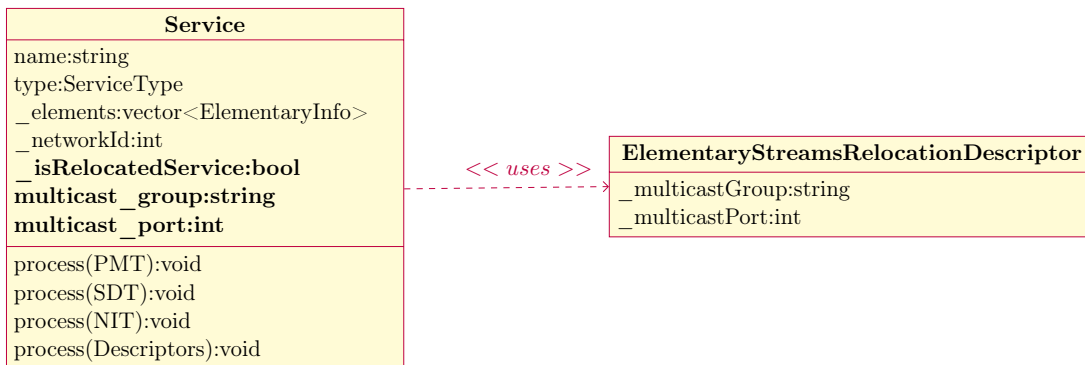 Service
name:string
type:ServiceType
_elements:vector<ElementaryInfo>
_networkId:int
_isRelocatedService:bool
multicast_group:string
multicast_port:int
process(PMT):void
process(SDT):void
process(NIT):void
process(Descriptors):void
<< uses >>
ElementaryStreamsRelocationDescriptor
_multicastGroup:string
_multicastPort:int